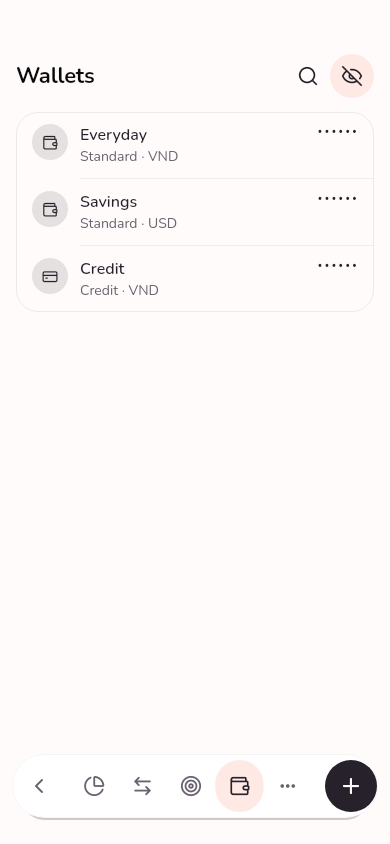 Wallets
Everyday
••••••
Standard · VND
Savings
••••••
Standard · USD
Credit
••••••
Credit · VND